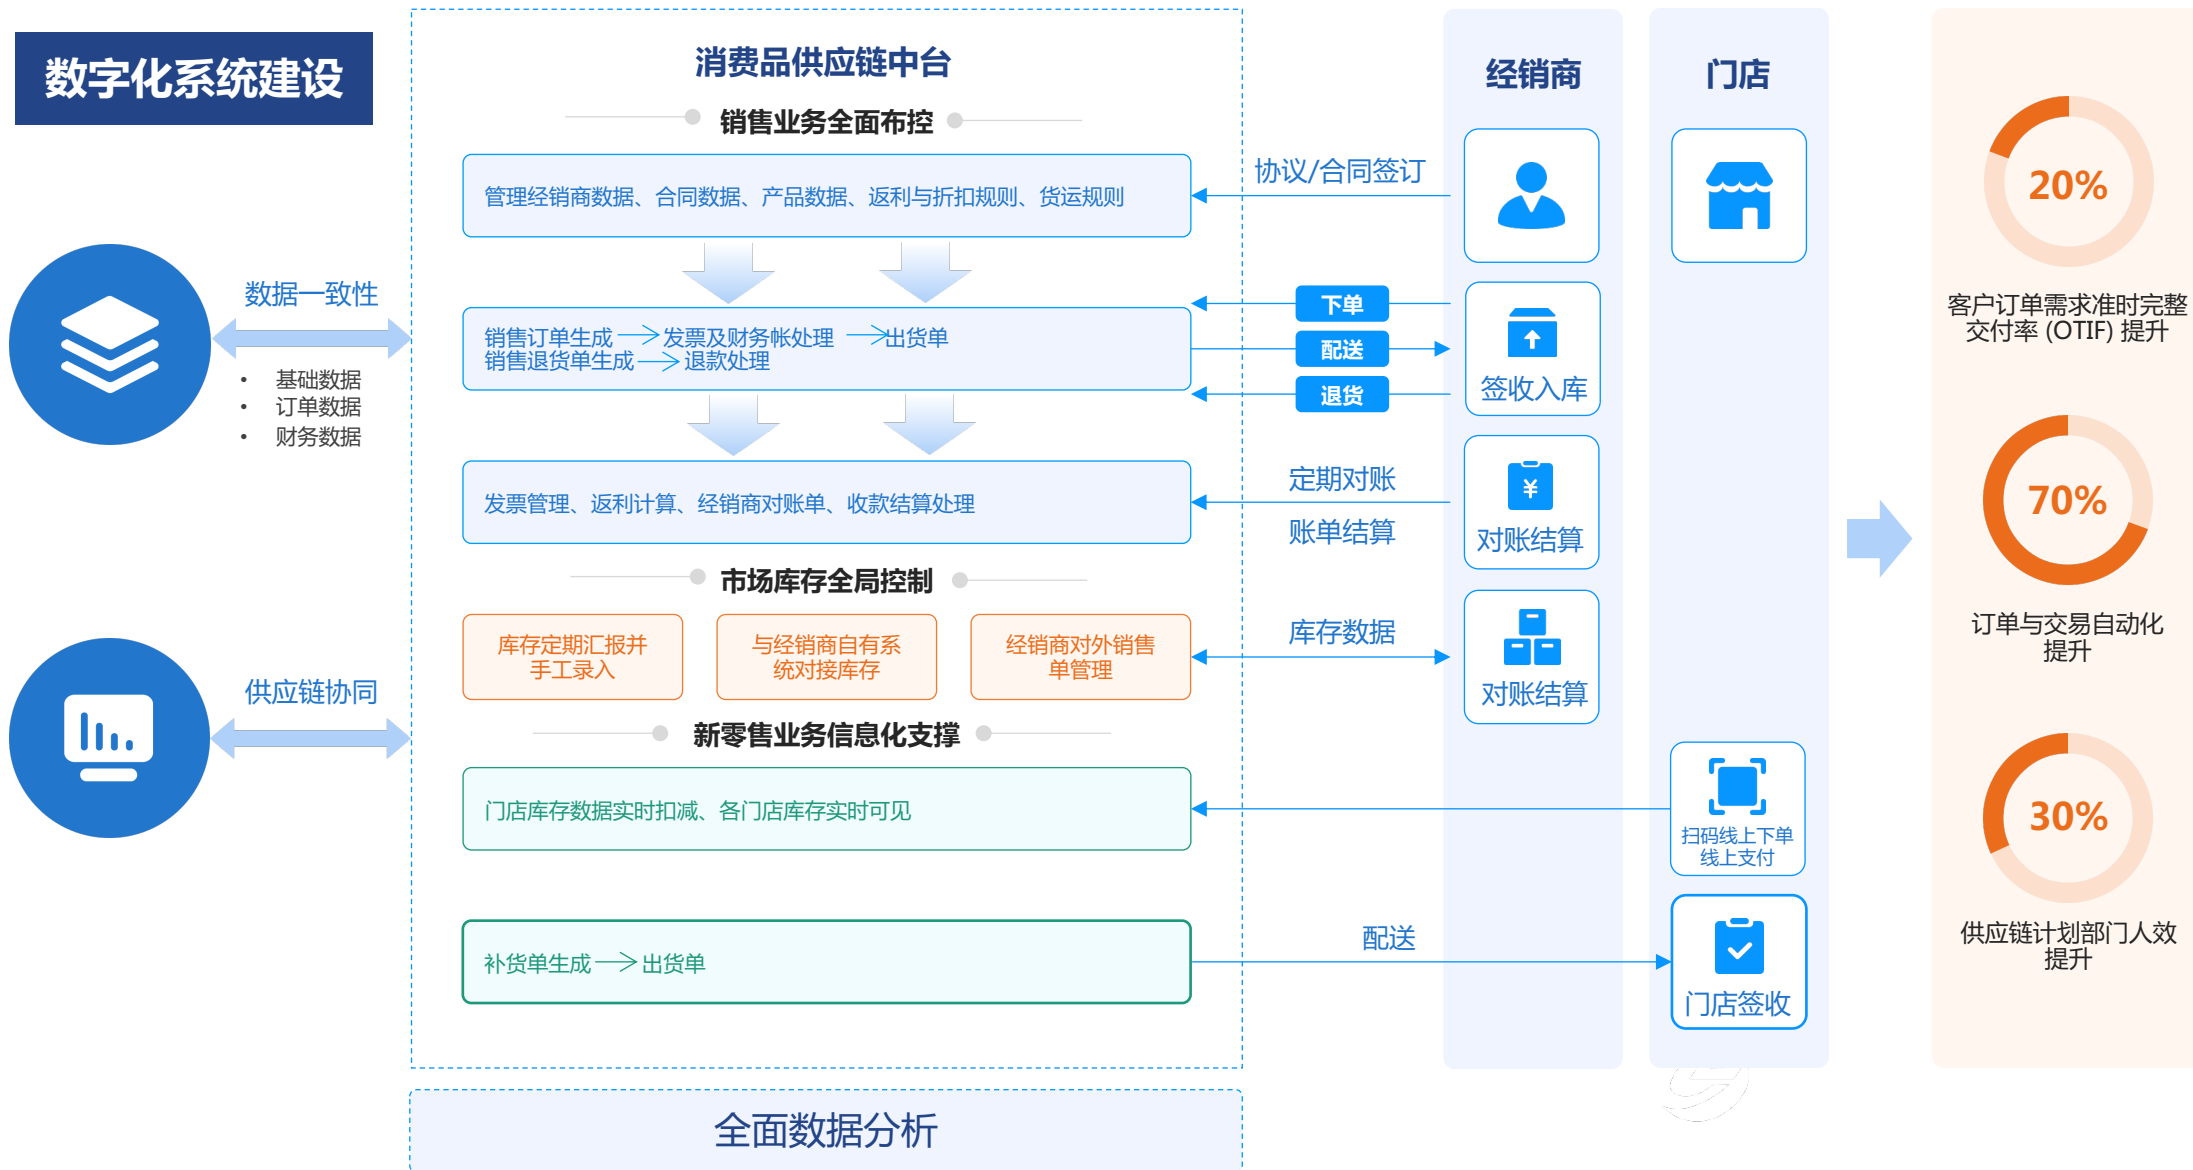 数字化系统建设
数据一致性
• 基础数据
• 订单数据
• 财务数据
供应链协同
消费品供应链中台
销售业务全面布控
管理经销商数据、合同数据、产品数据、返利与折扣规则、货运规则
销售订单生成 发票及财务帐处理 出货单
销售退货单生成 退款处理
发票管理、返利计算、经销商对账单、收款结算处理
市场库存全局控制
库存定期汇报并
手工录入
与经销商自有系
统对接库存
经销商对外销售
单管理
新零售业务信息化支撑
门店库存数据实时扣减、各门店库存实时可见
补货单生成 出货单
全面数据分析
协议/合同签订
下单
配送
退货
定期对账
账单结算
库存数据
配送
经销商
签收入库
¥
对账结算
对账结算
门店
扫码线上下单
线上支付
门店签收
20%
客户订单需求准时完整
交付率 (OTIF) 提升
70%
订单与交易自动化
提升
30%
供应链计划部门人效
提升